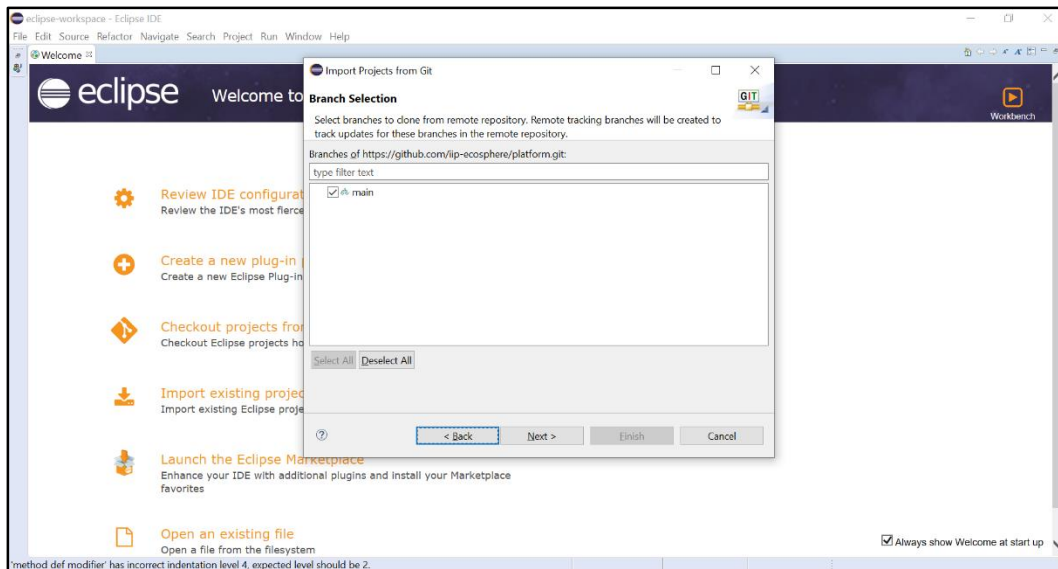 eclipse-workspace - Eclipse IDE
File Edit Source Refactor Navigate Search Project Run Window Help
Welcome
eclipse Welcome to
Workbench
Review IDE configurat
Review the IDE's most fierce
Create a new plug-in p
Create a new Eclipse Plug-in
Checkout projects fror
Checkout Eclipse projects ho
Import existing projec
Import existing Eclipse proje
Launch the Eclipse Marketplace
Enhance your IDE with additional plugins and install your Marketplace
favorites
Open an existing file
Open a file from the filesystem
Always show Welcome at start up
'method def modifier' has incorrect indentation level 4, expected level should be 2.
Import Projects from Git
Branch Selection
GIT
Select branches to clone from remote repository. Remote tracking branches will be created to
track updates for these branches in the remote repository.
Branches of https://github.com/iip-ecosphere/platform.git:
type filter text
main
Select All Deselect All
< Back Next > Finish Cancel